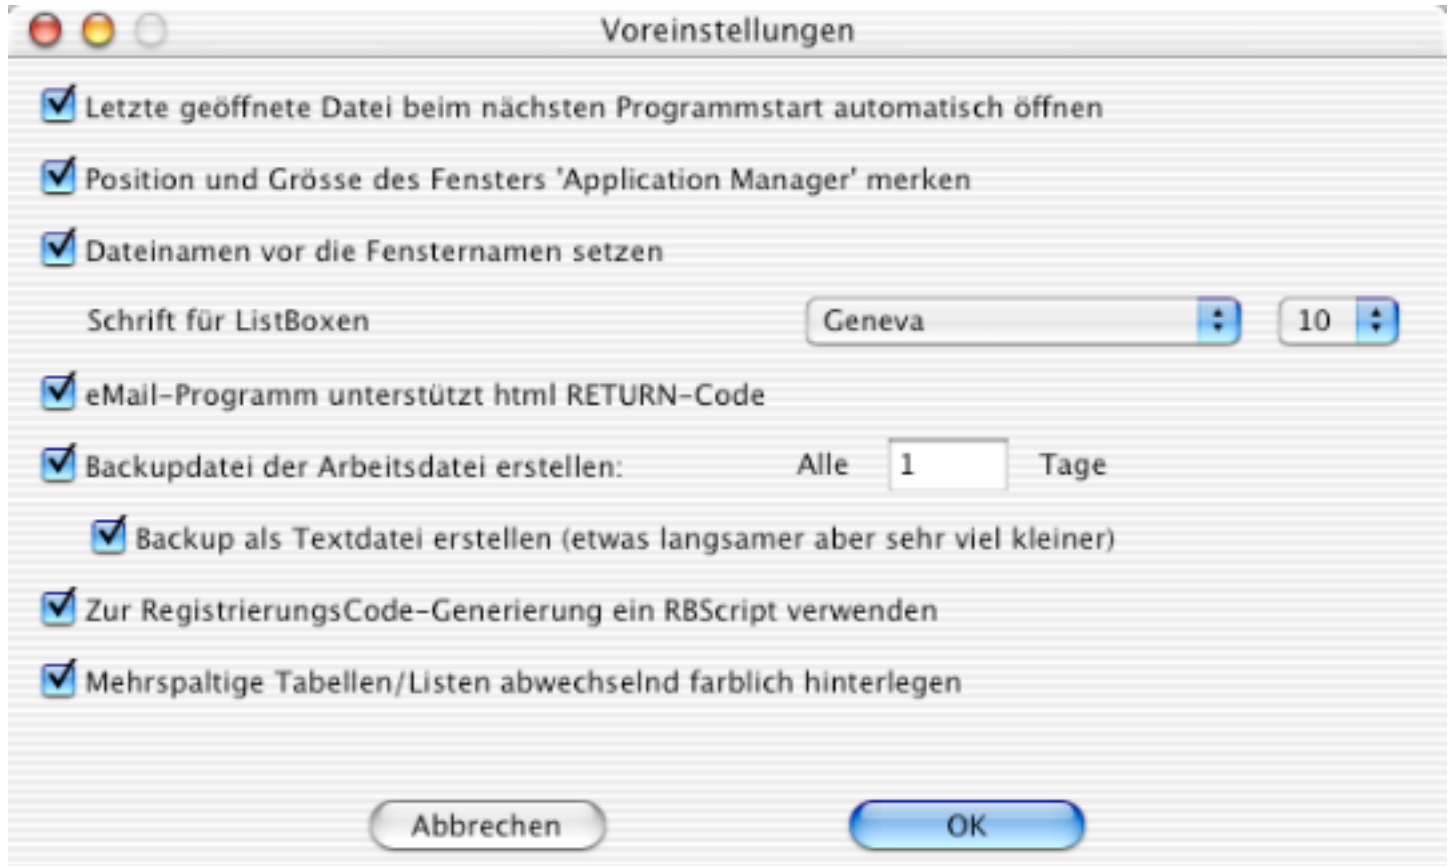 Voreinstellungen
Letzte geöffnete Datei beim nächsten Programmstart automatisch öffnen
Position und Grösse des Fensters 'Application Manager' merken
Dateinamen vor die Fensternamen setzen
Schrift für ListBoxen Geneva 10
eMail-Programm unterstützt html RETURN-Code
Backupdatei der Arbeitsdatei erstellen: Alle 1 Tage
Backup als Textdatei erstellen (etwas langsamer aber sehr viel kleiner)
Zur RegistrierungsCode-Generierung ein RBScript verwenden
Mehrspaltige Tabellen/Listen abwechselnd farblich hinterlegen
Abbrechen OK